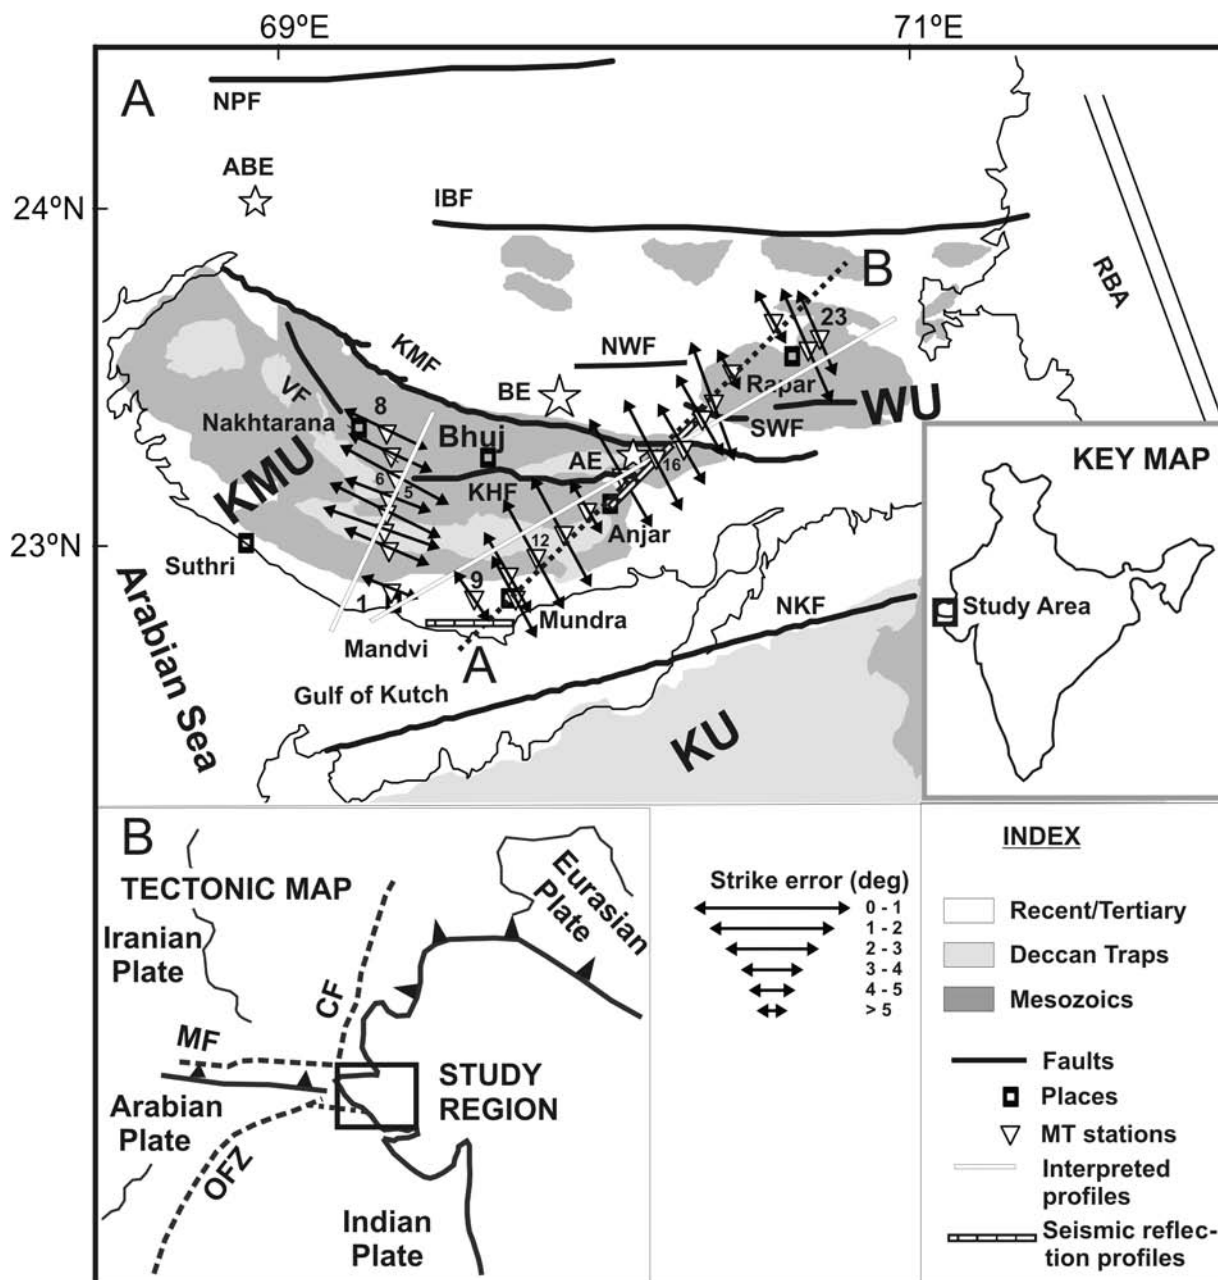 69ºE
71ºE
A
NPF
ABE
24ºN
IBF
B
RBA
23
KMF
NWF
VF
BE
Rapar
8
WU
Nakhtarana
Bhuj
SWF
KEY MAP
AE
16
KMU
6
5
KHF
Anjar
23ºN
12
Suthri
9
Study Area
1
NKF
Mundra
Mandvi
A
Arabian Sea
Gulf of Kutch
KU
B
TECTONIC MAP
Eurasian
Plate
Iranian
Plate
CF
MF
STUDY
REGION
Arabian
Plate
OFZ
Indian
Plate
Strike error (deg)
0 - 1
1 - 2
2 - 3
3 - 4
4 - 5
> 5
INDEX
Recent/Tertiary
Deccan Traps
Mesozoics
Faults
Places
MT stations
Interpreted
profiles
Seismic reflec-
tion profiles